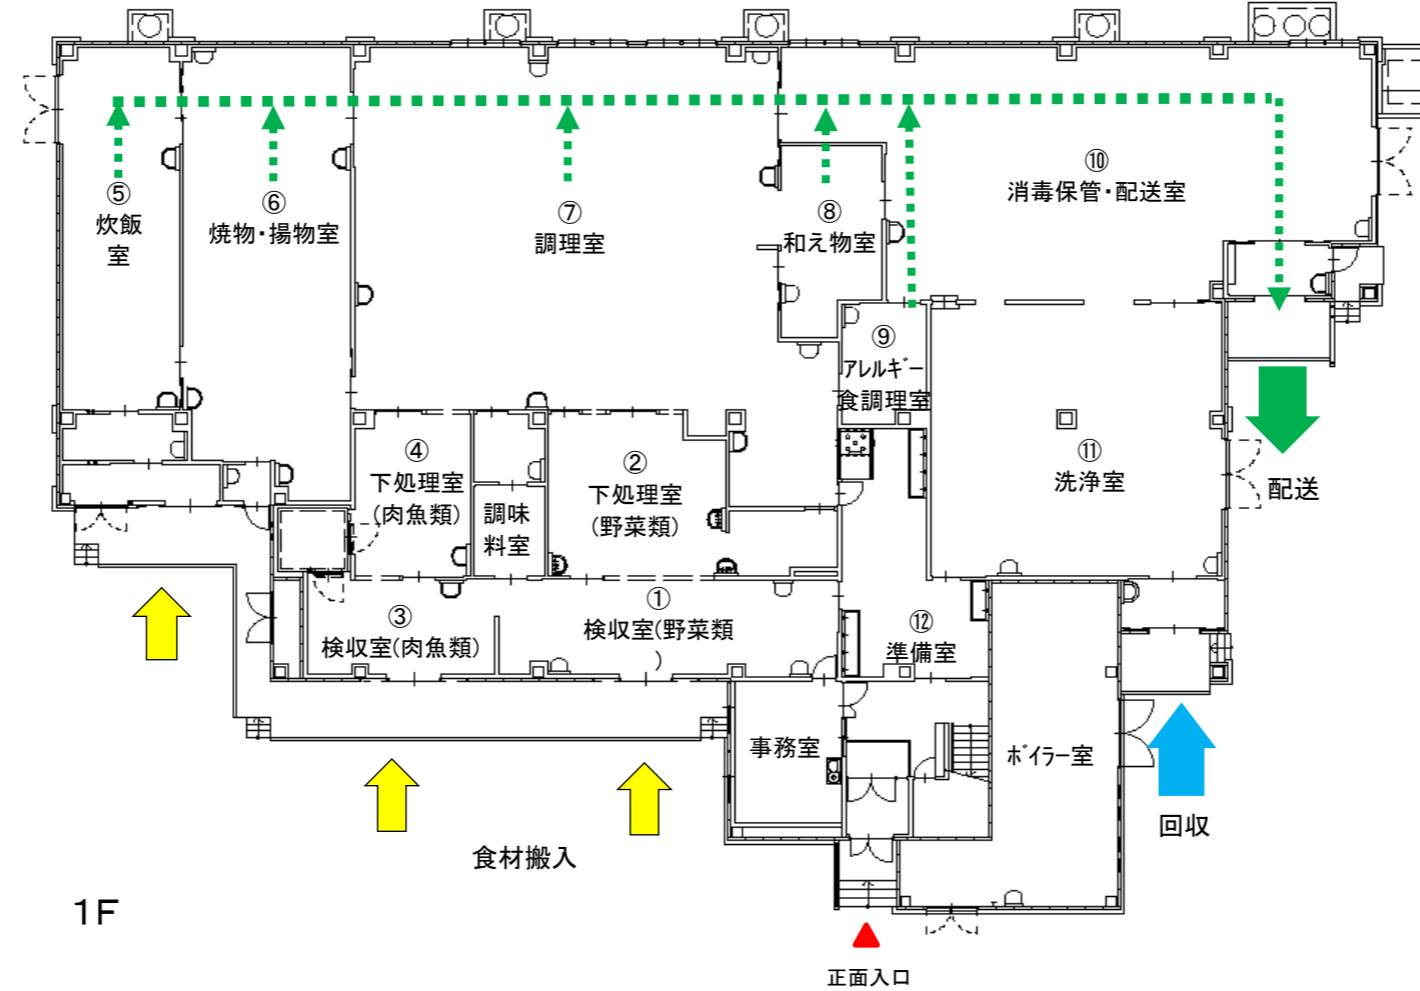 ⑤
炊飯
室
⑥
焼物・揚物室
⑦
調理室
⑧
和え物室
⑩
消毒保管・配送室
⑨
アレルギー
食調理室
④
下処理室
(肉魚類)
調味
料室
②
下処理室
(野菜類)
⑪
洗浄室
配送
③
検収室(肉魚類)
①
検収室(野菜類
)
⑫
準備室
事務室
ボイラー室
回収
食材搬入
1F
正面入口